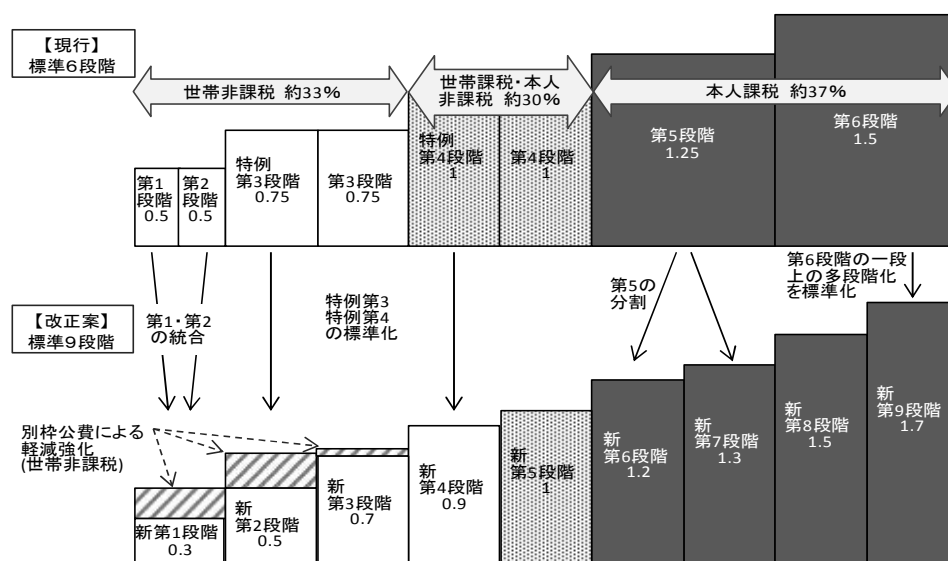 【現行】
標準6段階
世帯非課税 約33%
世帯課税・本人
非課税 約30%
本人課税 約37%
第1
段階
0.5
第2
段階
0.5
特例
第3段階
0.75
第3段階
0.75
特例
第4段階
1
第4段階
1
第5段階
1.25
第6段階
1.5
【改正案】
標準9段階
第1・第2
の統合
特例第3
特例第4
の標準化
第5の
分割
第6段階の一段
上の多段階化
を標準化
別枠公費による
軽減強化
(世帯非課税)
新第1段階
0.3
新
第2段階
0.5
新
第3段階
0.7
新
第4段階
0.9
新
第5段階
1
新
第6段階
1.2
新
第7段階
1.3
新
第8段階
1.5
新
第9段階
1.7